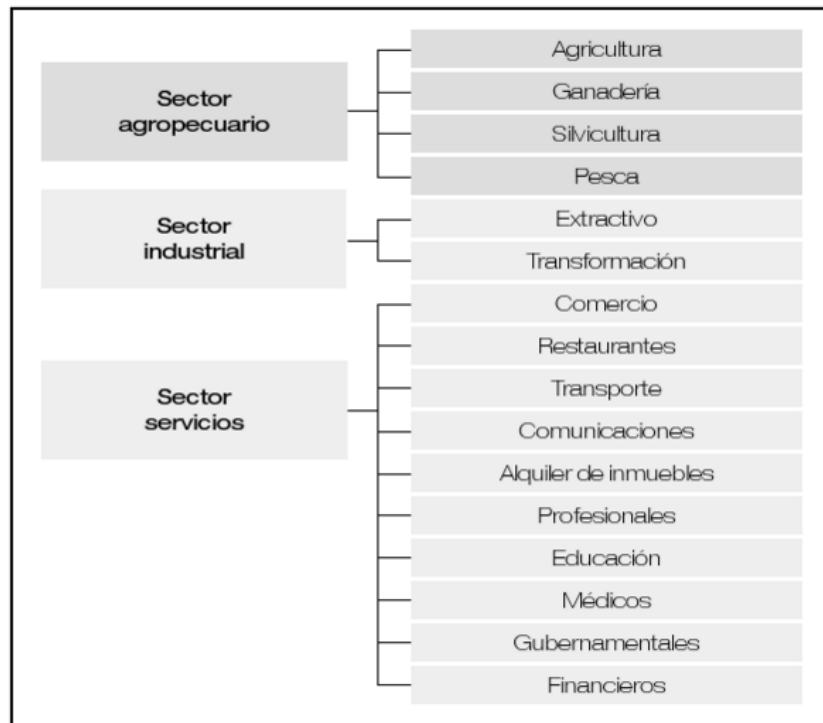 Sector
agropecuario
Agricultura
Ganadería
Silvicultura
Pesca
Sector
industrial
Extractivo
Transformación
Sector
servicios
Comercio
Restaurantes
Transporte
Comunicaciones
Alquiler de inmuebles
Profesionales
Educación
Médicos
Gubernamentales
Financieros